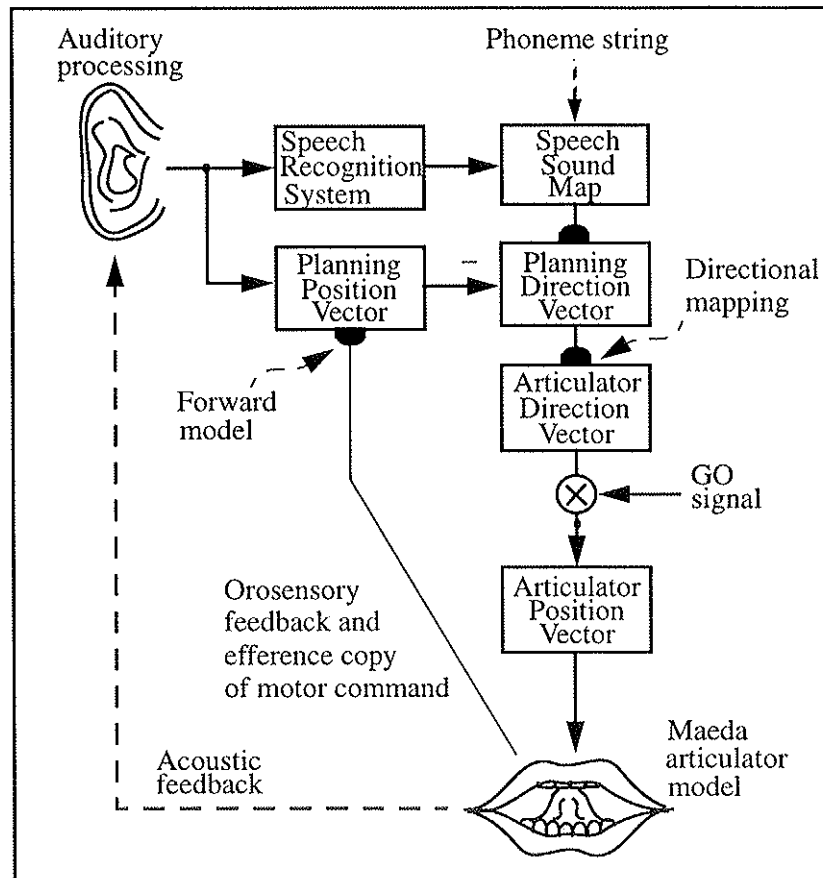 Auditory
processing
Phoneme string
Speech
Recognition
System
Speech
Sound
Map
Planning
Position
Vector
–
Planning
Direction
Vector
Directional
mapping
Forward
model
Articulator
Direction
Vector
GO
signal
Articulator
Position
Vector
Orosensory
feedback and
efference copy
of motor command
Acoustic
feedback
Maeda
articulator
model